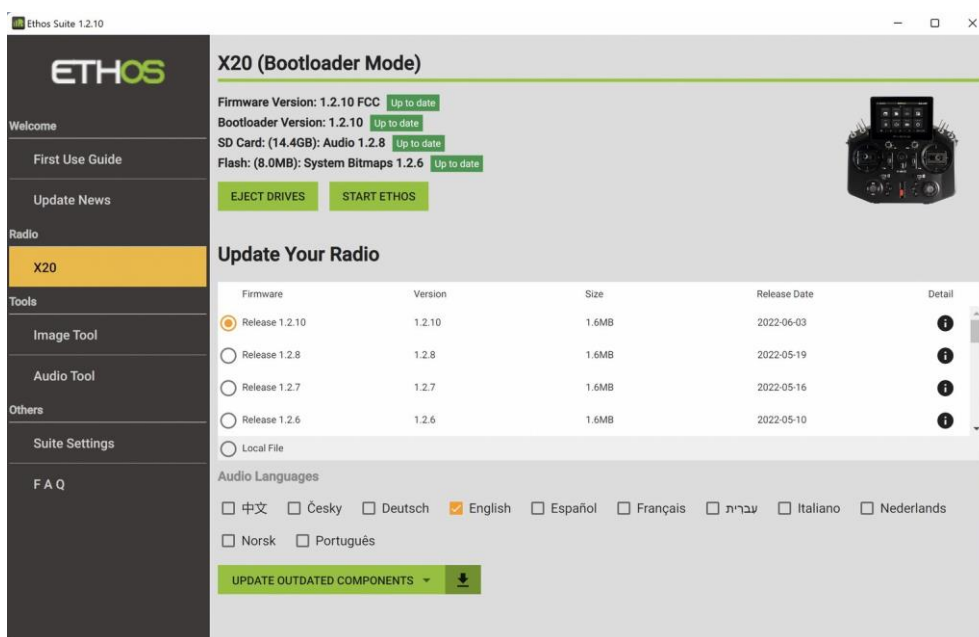 Ethos Suite 1.2.10
ETHOS
Welcome
First Use Guide
Update News
Radio
X20
Tools
Image Tool
Audio Tool
Others
Suite Settings
F A Q
X20 (Bootloader Mode)
Firmware Version: 1.2.10 FCC Up to date
Bootloader Version: 1.2.10 Up to date
SD Card: (14.4GB): Audio 1.2.8 Up to date
Flash: (8.0MB): System Bitmaps 1.2.6 Up to date
EJECT DRIVES START ETHOS
Update Your Radio
Firmware Version Size Release Date Detail
Release 1.2.10 1.2.10 1.6MB 2022-06-03
Release 1.2.8 1.2.8 1.6MB 2022-05-19
Release 1.2.7 1.2.7 1.6MB 2022-05-16
Release 1.2.6 1.2.6 1.6MB 2022-05-10
Local File
Audio Languages
中文 Česky Deutsch English Español Français עברית Italiano Nederlands
Norsk Português
UPDATE OUTDATED COMPONENTS